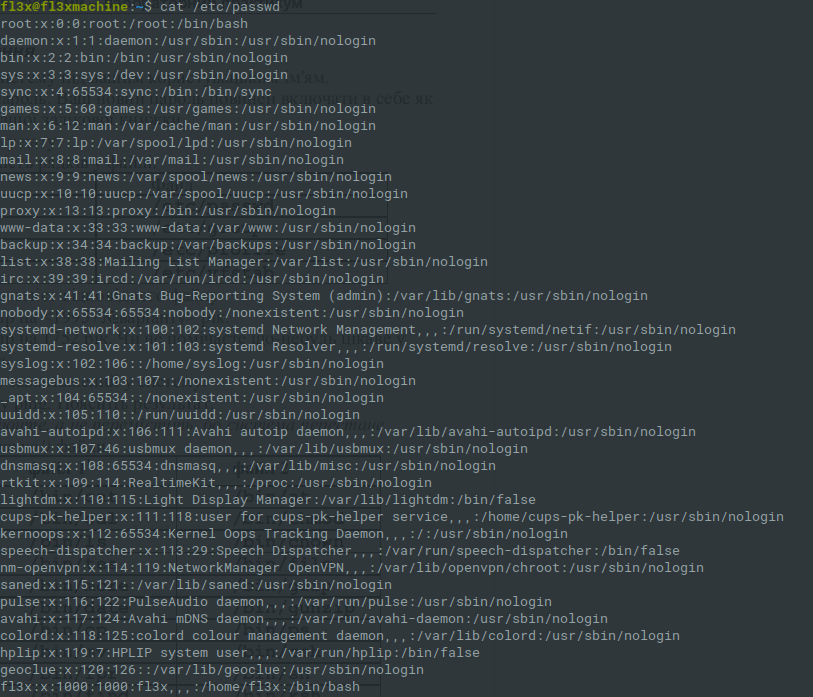 fl3x@fl3xmachine:~$ cat /etc/passwd
root:x:0:0:root:/root:/bin/bash
daemon:x:1:1:daemon:/usr/sbin:/usr/sbin/nologin
bin:x:2:2:bin:/bin:/usr/sbin/nologin
sys:x:3:3:sys:/dev:/usr/sbin/nologin
sync:x:4:65534:sync:/bin:/bin/sync
games:x:5:60:games:/usr/games:/usr/sbin/nologin
man:x:6:12:man:/var/cache/man:/usr/sbin/nologin
lp:x:7:7:lp:/var/spool/lpd:/usr/sbin/nologin
mail:x:8:8:mail:/var/mail:/usr/sbin/nologin
news:x:9:9:news:/var/spool/news:/usr/sbin/nologin
uucp:x:10:10:uucp:/var/spool/uucp:/usr/sbin/nologin
proxy:x:13:13:proxy:/bin:/usr/sbin/nologin
www-data:x:33:33:www-data:/var/www:/usr/sbin/nologin
backup:x:34:34:backup:/var/backups:/usr/sbin/nologin
list:x:38:38:Mailing List Manager:/var/list:/usr/sbin/nologin
irc:x:39:39:ircd:/var/run/ircd:/usr/sbin/nologin
gnats:x:41:41:Gnats Bug-Reporting System (admin):/var/lib/gnats:/usr/sbin/nologin
nobody:x:65534:65534:nobody:/nonexistent:/usr/sbin/nologin
systemd-network:x:100:102:systemd Network Management,,,:/run/systemd/netif:/usr/sbin/nologin
systemd-resolve:x:101:103:systemd Resolver,,,:/run/systemd/resolve:/usr/sbin/nologin
syslog:x:102:106::/home/syslog:/usr/sbin/nologin
messagebus:x:103:107::/nonexistent:/usr/sbin/nologin
_apt:x:104:65534::/nonexistent:/usr/sbin/nologin
uuidd:x:105:110::/run/uuidd:/usr/sbin/nologin
avahi-autoipd:x:106:111:Avahi autoip daemon,,,:/var/lib/avahi-autoipd:/usr/sbin/nologin
usbmux:x:107:46:usbmux daemon,,,:/var/lib/usbmux:/usr/sbin/nologin
dnsmasq:x:108:65534:dnsmasq,,,:/var/lib/misc:/usr/sbin/nologin
rtkit:x:109:114:RealtimeKit,,,:/proc:/usr/sbin/nologin
lightdm:x:110:115:Light Display Manager:/var/lib/lightdm:/bin/false
cups-pk-helper:x:111:118:user for cups-pk-helper service,,,:/home/cups-pk-helper:/usr/sbin/nologin
kernoops:x:112:65534:Kernel Oops Tracking Daemon,,,:/:/usr/sbin/nologin
speech-dispatcher:x:113:29:Speech Dispatcher,,,:/var/run/speech-dispatcher:/bin/false
nm-openvpn:x:114:119:NetworkManager OpenVPN,,,:/var/lib/openvpn/chroot:/usr/sbin/nologin
saned:x:115:121::/var/lib/saned:/usr/sbin/nologin
pulse:x:116:122:PulseAudio daemon,,,:/var/run/pulse:/usr/sbin/nologin
avahi:x:117:124:Avahi mDNS daemon,,,:/var/run/avahi-daemon:/usr/sbin/nologin
colord:x:118:125:colord colour management daemon,,,:/var/lib/colord:/usr/sbin/nologin
hplip:x:119:7:HPLIP system user,,,:/var/run/hplip:/bin/false
geoclue:x:120:126::/var/lib/geoclue:/usr/sbin/nologin
fl3x:x:1000:1000:fl3x,,,:/home/fl3x:/bin/bash